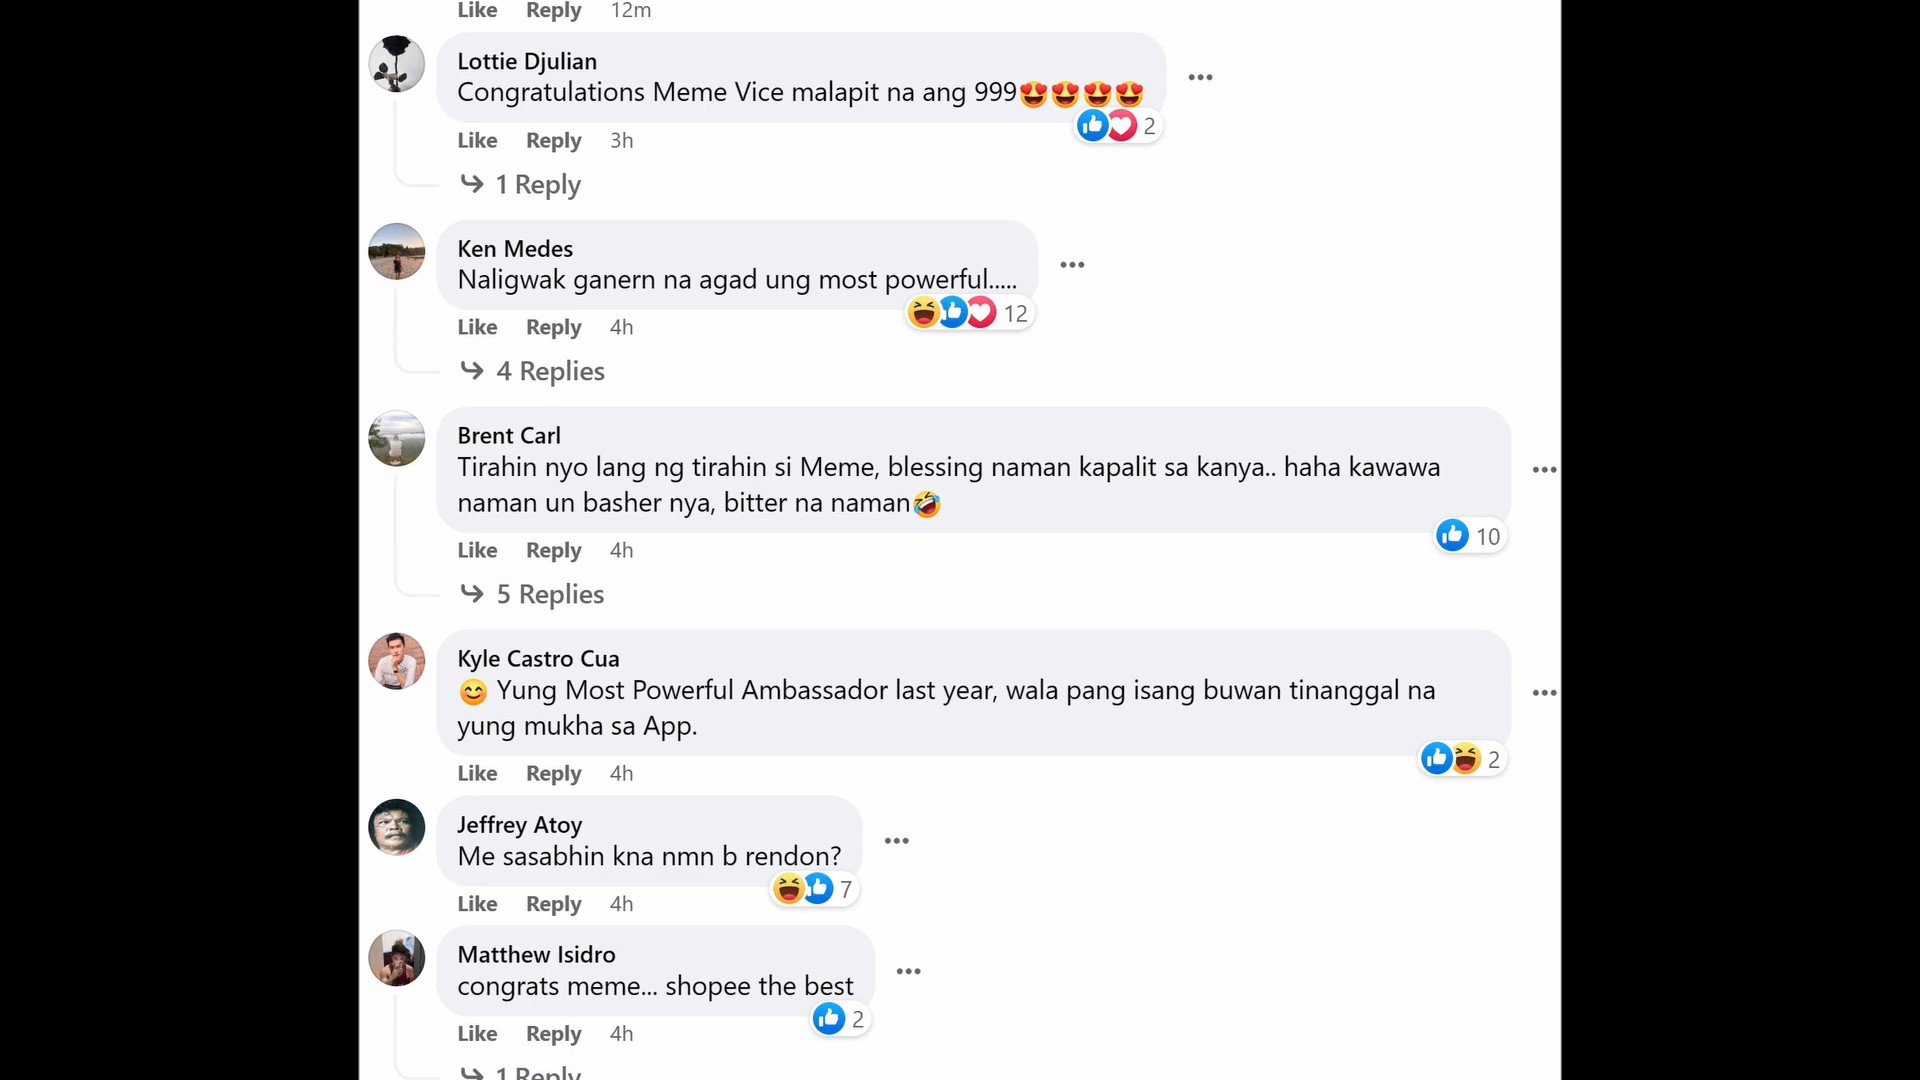 Like Reply 12m
Lottie Djulian
Congratulations Meme Vice malapit na ang 999😍😍😍😍
2
Like Reply 3h
1 Reply
Ken Medes
Naligwak ganern na agad ung most powerful.....
12
Like Reply 4h
4 Replies
Brent Carl
Tirahin nyo lang ng tirahin si Meme, blessing naman kapalit sa kanya.. haha kawawa
naman un basher nya, bitter na naman🤣
10
Like Reply 4h
5 Replies
Kyle Castro Cua
😊 Yung Most Powerful Ambassador last year, wala pang isang buwan tinanggal na
yung mukha sa App.
2
Like Reply 4h
Jeffrey Atoy
Me sasabhin kna nmn b rendon?
7
Like Reply 4h
Matthew Isidro
congrats meme... shopee the best
2
Like Reply 4h
1 Reply